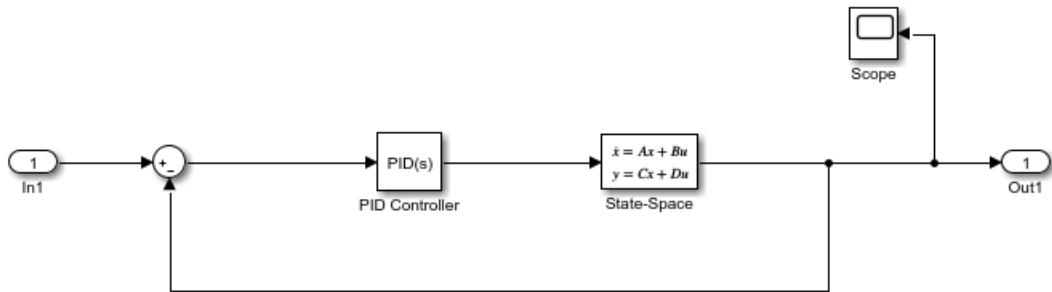 Scope
1
In1
+
−
PID(s)
PID Controller
ẋ = Ax + Bu
y = Cx + Du
State-Space
1
Out1